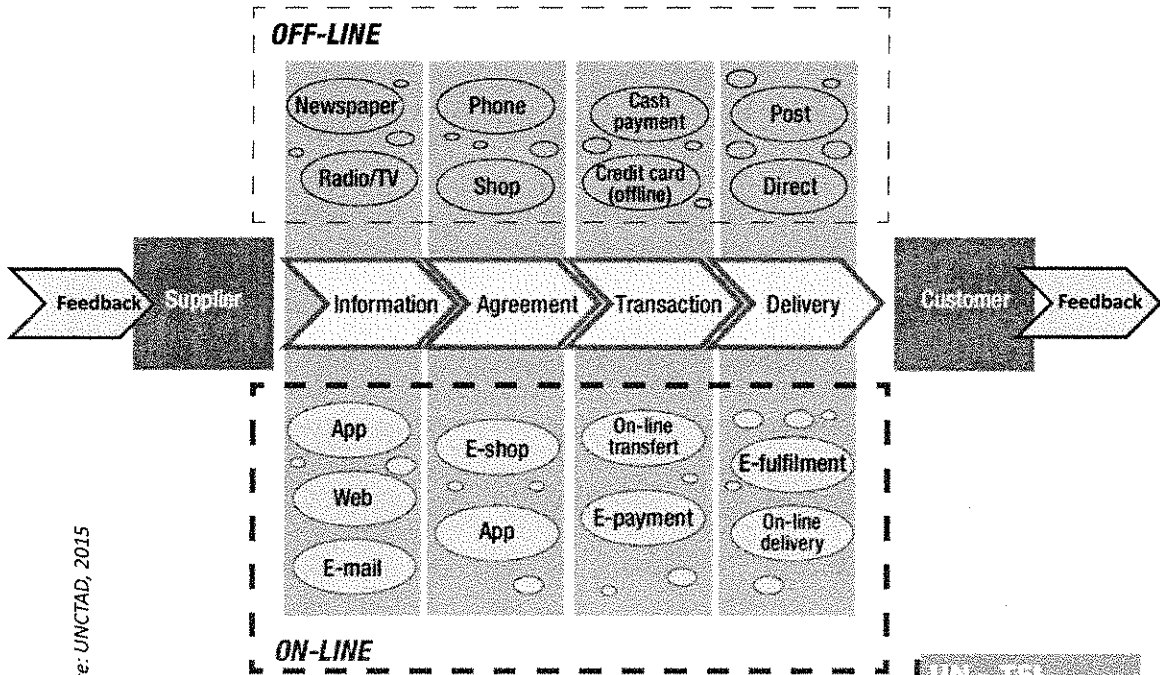 OFF-LINE
Newspaper
Phone
Cash
payment
Post
Radio/TV
Shop
Credit card
(offline)
Direct
Feedback
Supplier
Information
Agreement
Transaction
Delivery
Customer
Feedback
App
E-shop
On-line
transfert
E-fulfilment
Web
App
E-payment
On-line
delivery
E-mail
ON-LINE
UNCTAD, 2015